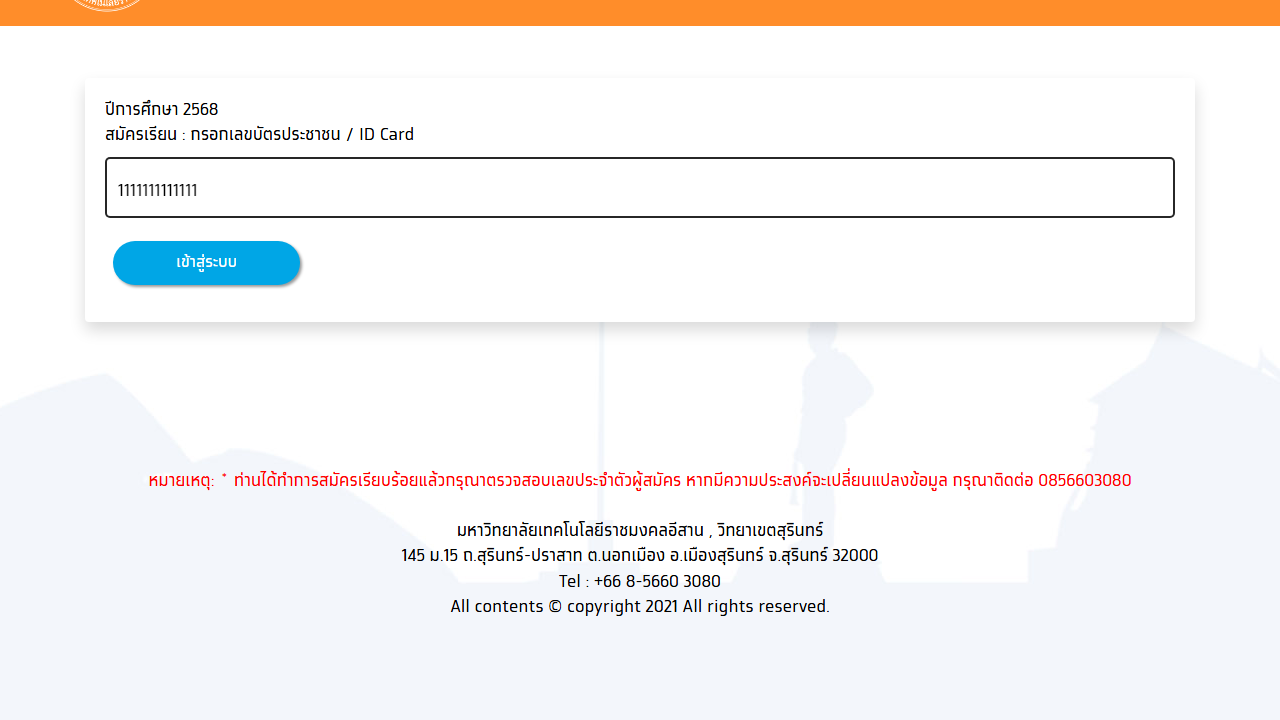 ปีการศึกษา 2568
สมัครเรียน : กรอกเลขบัตรประชาชน / ID Card
1111111111111
เข้าสู่ระบบ
หมายเหตุ: * ท่านได้ทำการสมัครเรียบร้อยแล้วกรุณาตรวจสอบเลขประจำตัวผู้สมัคร หากมีความประสงค์จะเปลี่ยนแปลงข้อมูล กรุณาติดต่อ 0856603080
มหาวิทยาลัยเทคโนโลยีราชมงคลอีสาน , วิทยาเขตสุรินทร์
145 ม.15 ถ.สุรินทร์-ปราสาท ต.นอกเมือง อ.เมืองสุรินทร์ จ.สุรินทร์ 32000
Tel : +66 8-5660 3080
All contents © copyright 2021 All rights reserved.